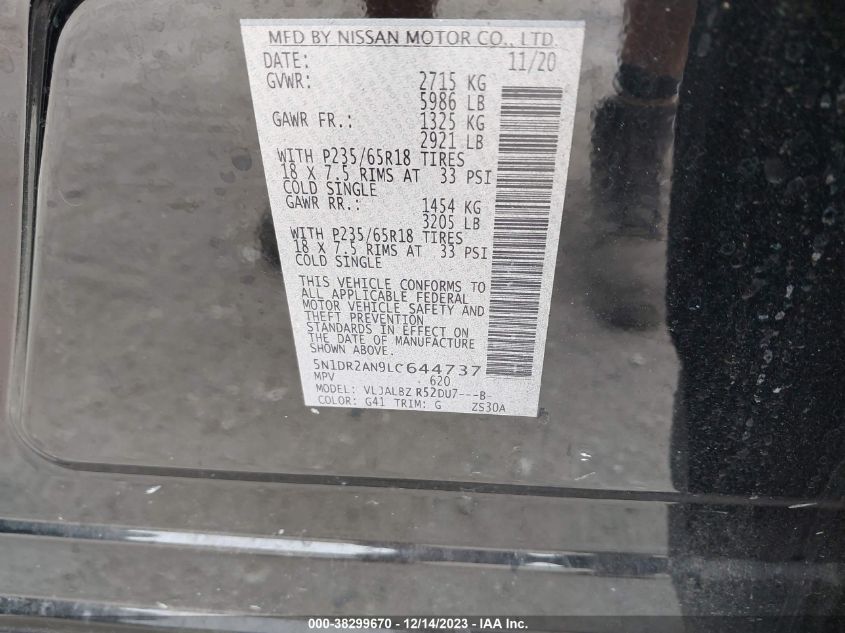 MFD BY NISSAN MOTOR CO., LTD.
DATE: 11/20
GVWR: 2715 KG
5986 LB
GAWR FR.: 1325 KG
2921 LB
WITH P235/65R18 TIRES
18 X 7.5 RIMS AT 33 PSI
COLD SINGLE
GAWR RR.: 1454 KG
3205 LB
WITH P235/65R18 TIRES
18 X 7.5 RIMS AT 33 PSI
COLD SINGLE
THIS VEHICLE CONFORMS TO
ALL APPLICABLE FEDERAL
MOTOR VEHICLE SAFETY AND
THEFT PREVENTION
STANDARDS IN EFFECT ON
THE DATE OF MANUFACTURE
SHOWN ABOVE.
5N1DR2AN9LC644737
MPV 620
MODEL: VLJALBZ R52DU7---B-
COLOR: G41 TRIM: G ZS30A
000-38299670 - 12/14/2023 - IAAI.com